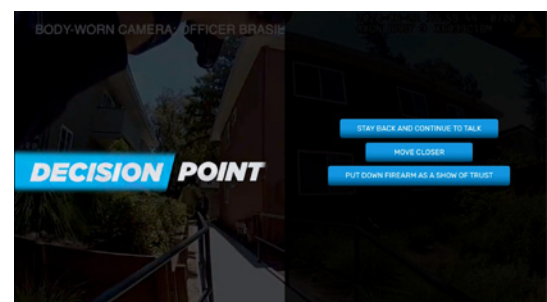 BODY-WORN CAMERA: OFFICER BRASIL
DECISION POINT
STAY BACK AND CONTINUE TO TALK
MOVE CLOSER
PUT DOWN FIREARM AS A SHOW OF TRUST